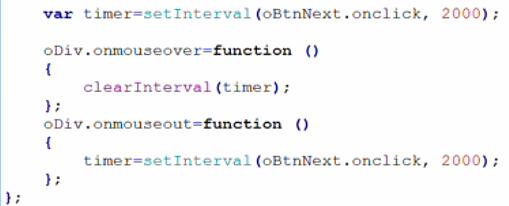 var timer=setInterval(oBtnNext.onclick, 2000);
oDiv.onmouseover=function ()
{
clearInterval(timer);
};
oDiv.onmouseout=function ()
{
timer=setInterval(oBtnNext.onclick, 2000);
};
};